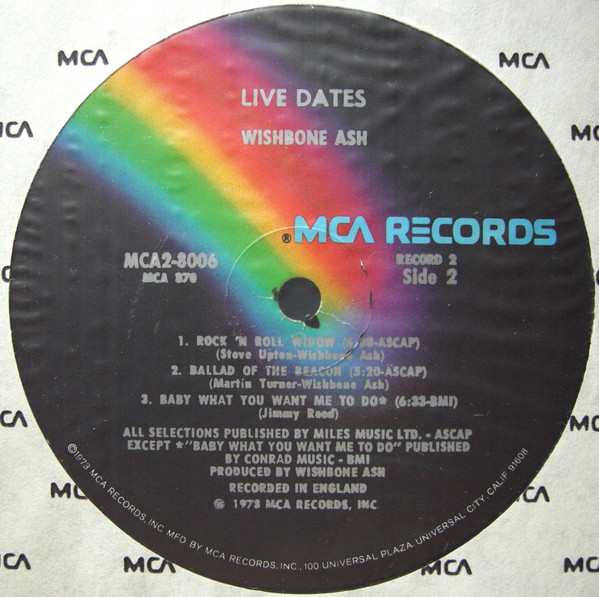 LIVE DATES
WISHBONE ASH
® MCA RECORDS
MCA2-8006
MCA 370
RECORD 2
Side 2
1. ROCK 'N ROLL WIDOW (-ASCAP)
(Steve Upton-Wishbone Ash)
2. BALLAD OF THE BEACON (5:20-ASCAP)
(Martin Turner-Wishbone Ash)
3. BABY WHAT YOU WANT ME TO DO* (6:33-BMI)
(Jimmy Reed)
ALL SELECTIONS PUBLISHED BY MILES MUSIC LTD. - ASCAP
EXCEPT *"BABY WHAT YOU WANT ME TO DO" PUBLISHED
BY CONRAD MUSIC - BMI
PRODUCED BY WISHBONE ASH
RECORDED IN ENGLAND
℗ 1973 MCA RECORDS, INC.
©1973 MCA RECORDS, INC. MFD BY MCA RECORDS, INC., 100 UNIVERSAL PLAZA, UNIVERSAL CITY, CALIF. 91608
MCA
MCA
MCA
MCA
MCA
MCA
MCA
MCA
MCA
MCA
MCA
MCA